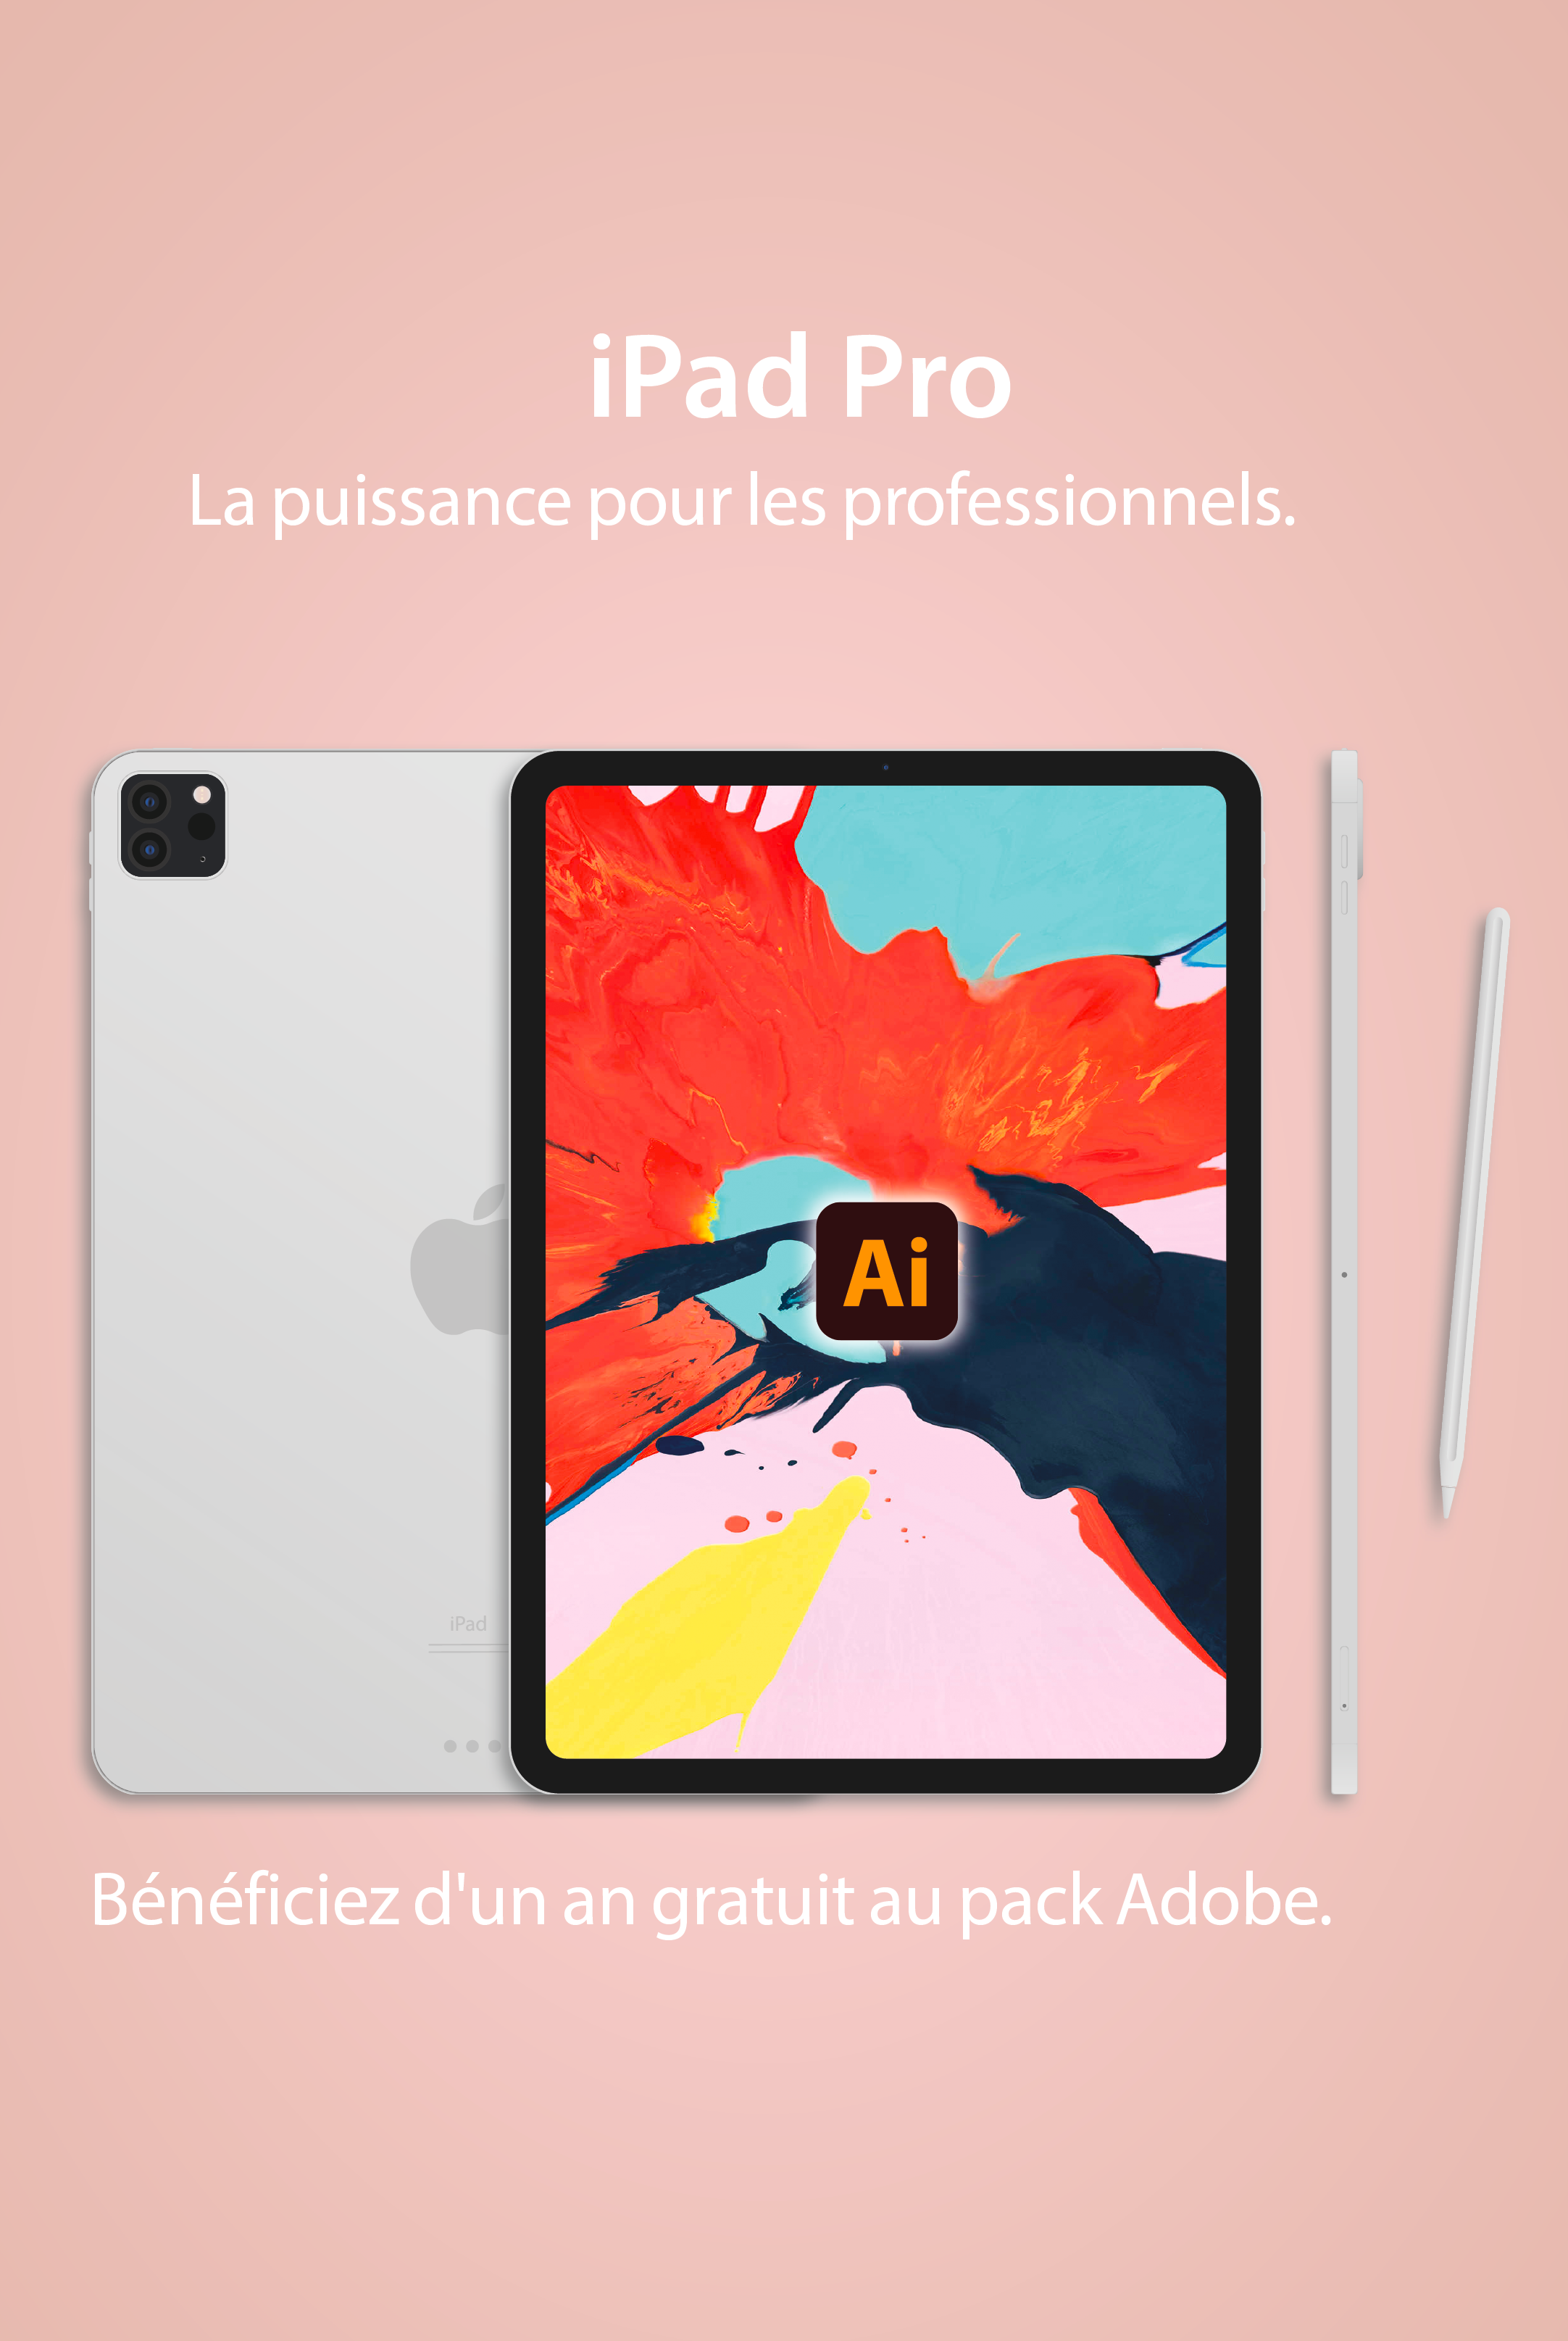 iPad Pro
La puissance pour les professionnels.
Ai
iPad
Bénéficiez d'un an gratuit au pack Adobe.